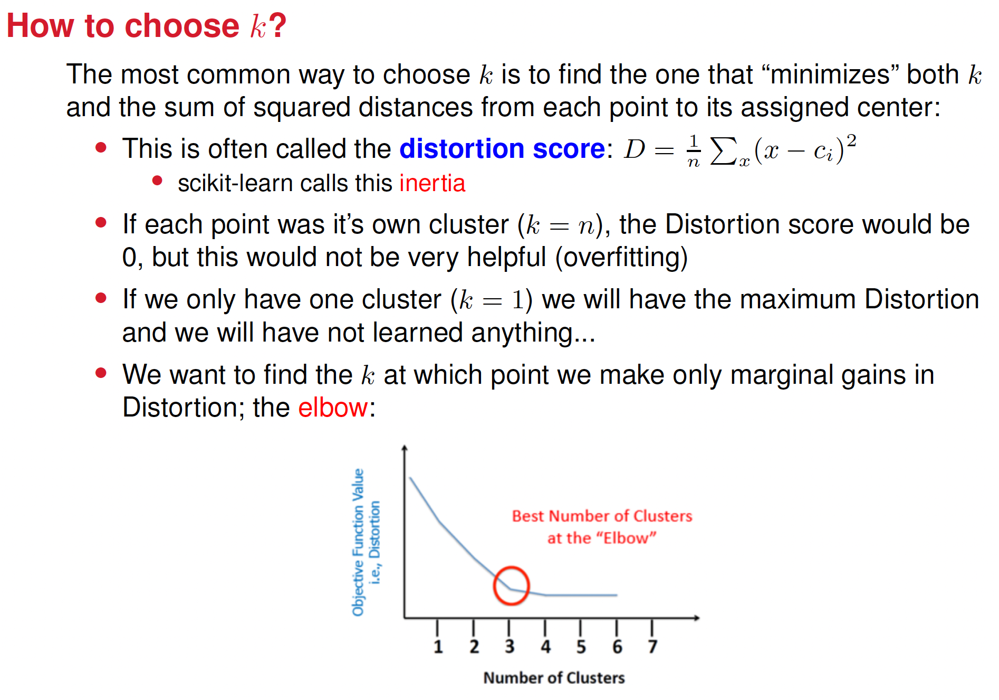 How to choose k?
The most common way to choose k is to find the one that “minimizes” both k
and the sum of squared distances from each point to its assigned center:
• This is often called the distortion score: D = 1/n ∑ₓ(x − cᵢ)²
• scikit-learn calls this inertia
• If each point was it’s own cluster (k = n), the Distortion score would be
0, but this would not be very helpful (overfitting)
• If we only have one cluster (k = 1) we will have the maximum Distortion
and we will have not learned anything...
• We want to find the k at which point we make only marginal gains in
Distortion; the elbow:
Objective Function Value
i.e., Distortion
Best Number of Clusters
at the “Elbow”
1 2 3 4 5 6 7
Number of Clusters